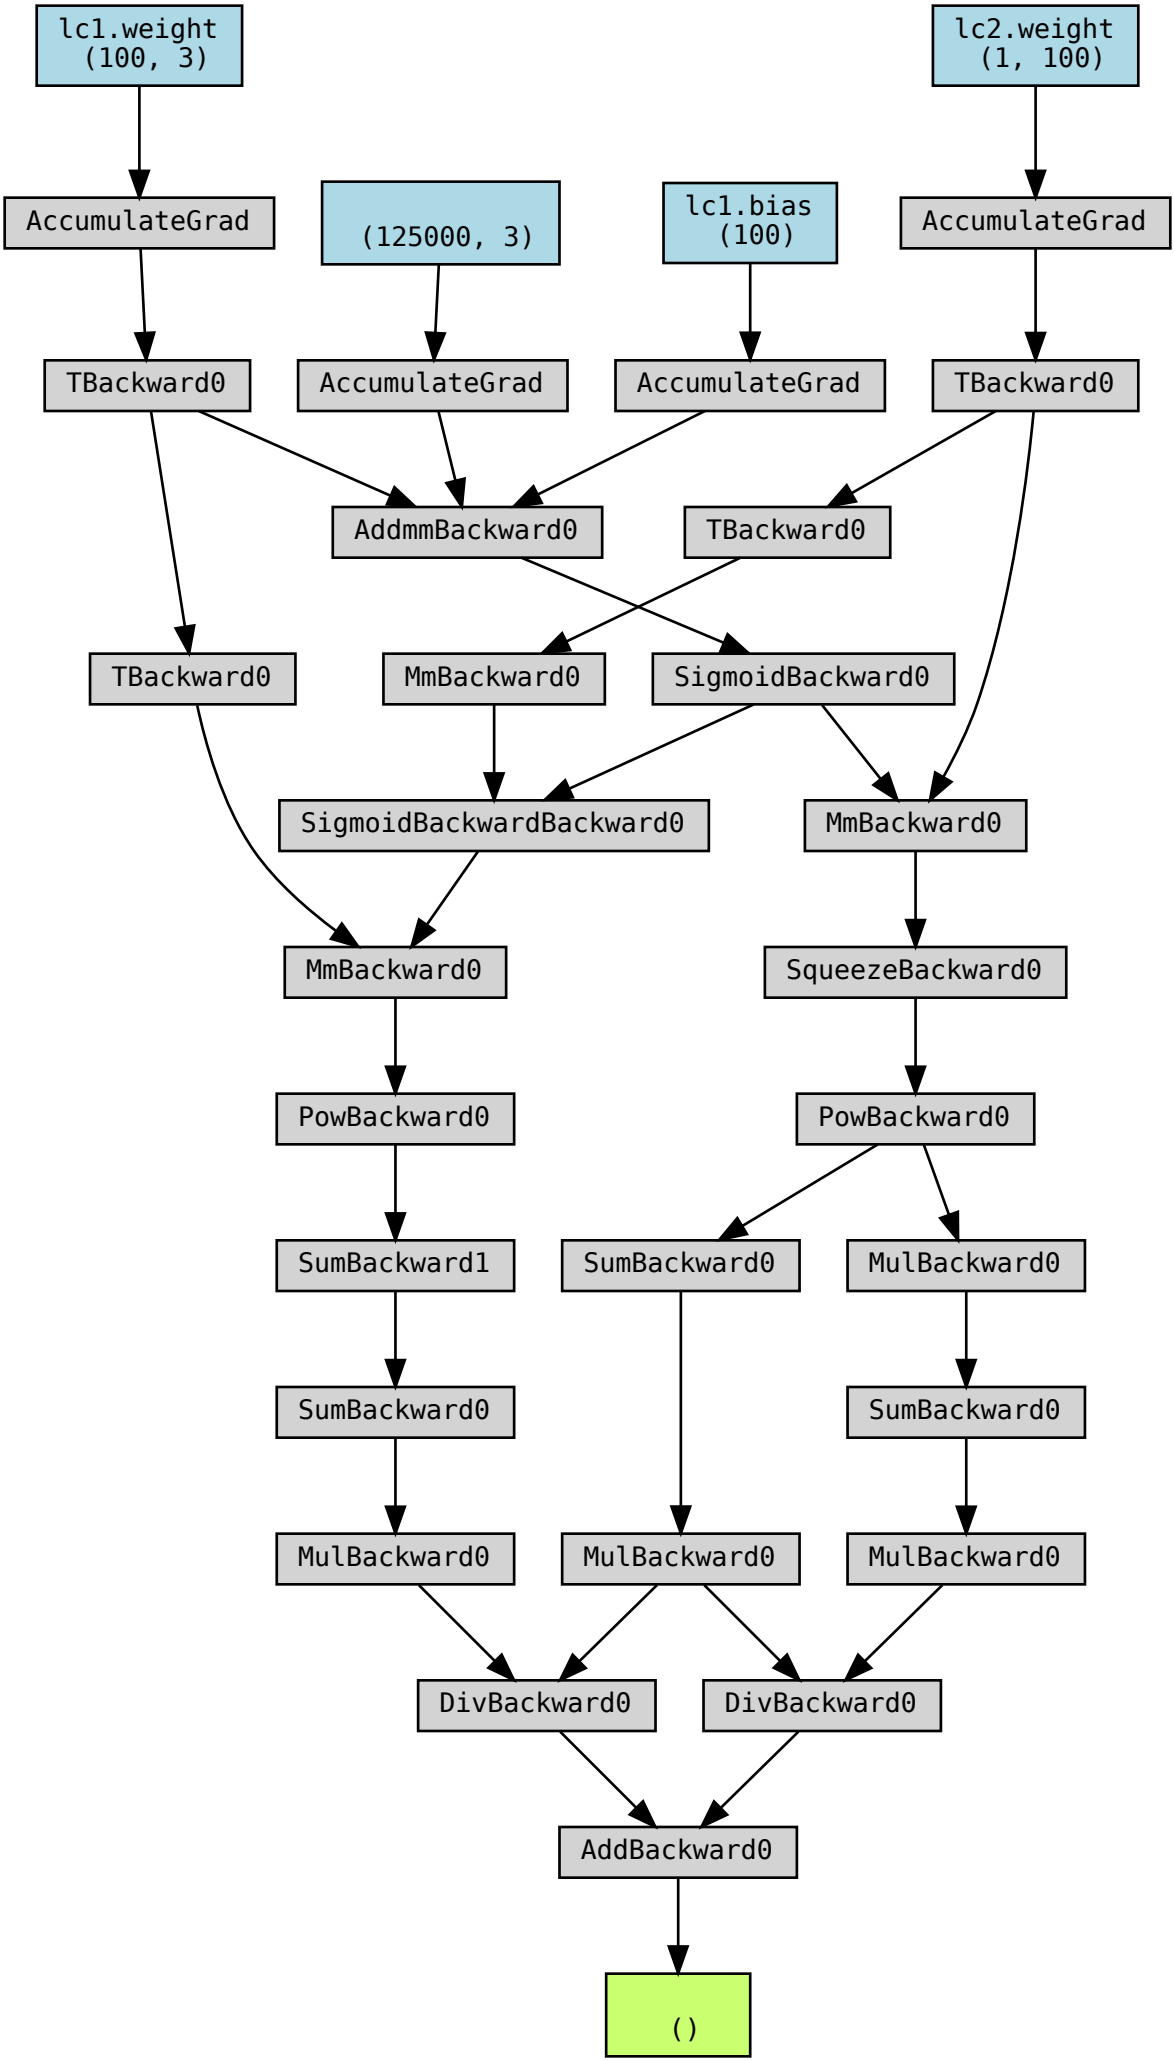 lc1.weight
(100, 3)
lc2.weight
(1, 100)
AccumulateGrad
(125000, 3)
lc1.bias
(100)
AccumulateGrad
TBackward0
AccumulateGrad
AccumulateGrad
TBackward0
AddmmBackward0
TBackward0
TBackward0
MmBackward0
SigmoidBackward0
SigmoidBackwardBackward0
MmBackward0
MmBackward0
SqueezeBackward0
PowBackward0
PowBackward0
SumBackward1
SumBackward0
MulBackward0
SumBackward0
SumBackward0
MulBackward0
MulBackward0
MulBackward0
DivBackward0
DivBackward0
AddBackward0
()